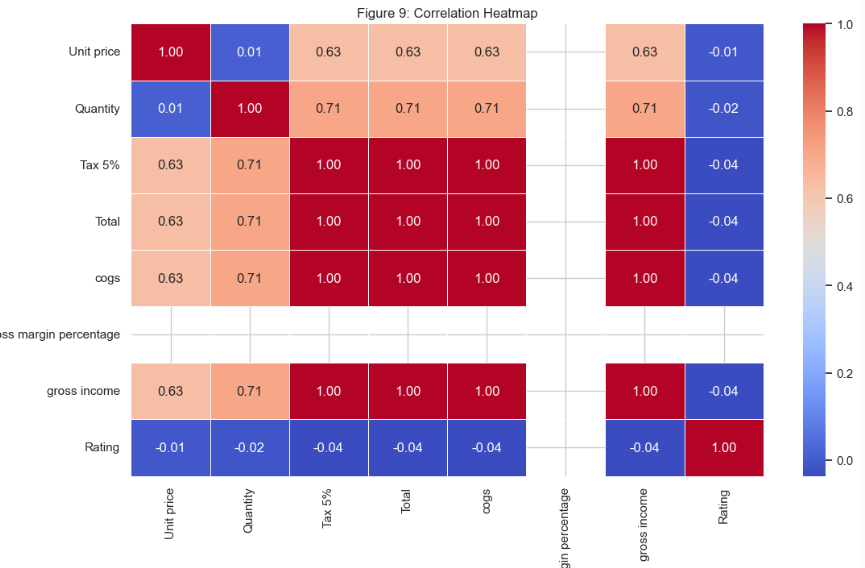 Figure 9: Correlation Heatmap
Unit price 1.00 0.01 0.63 0.63 0.63 0.63 -0.01
Quantity 0.01 1.00 0.71 0.71 0.71 0.71 -0.02
Tax 5% 0.63 0.71 1.00 1.00 1.00 1.00 -0.04
Total 0.63 0.71 1.00 1.00 1.00 1.00 -0.04
cogs 0.63 0.71 1.00 1.00 1.00 1.00 -0.04
margin percentage
gross income 0.63 0.71 1.00 1.00 1.00 1.00 -0.04
Rating -0.01 -0.02 -0.04 -0.04 -0.04 -0.04 1.00
Unit price
Quantity
Tax 5%
Total
cogs
percentage
gross income
Rating
1.0
0.8
0.6
0.4
0.2
0.0